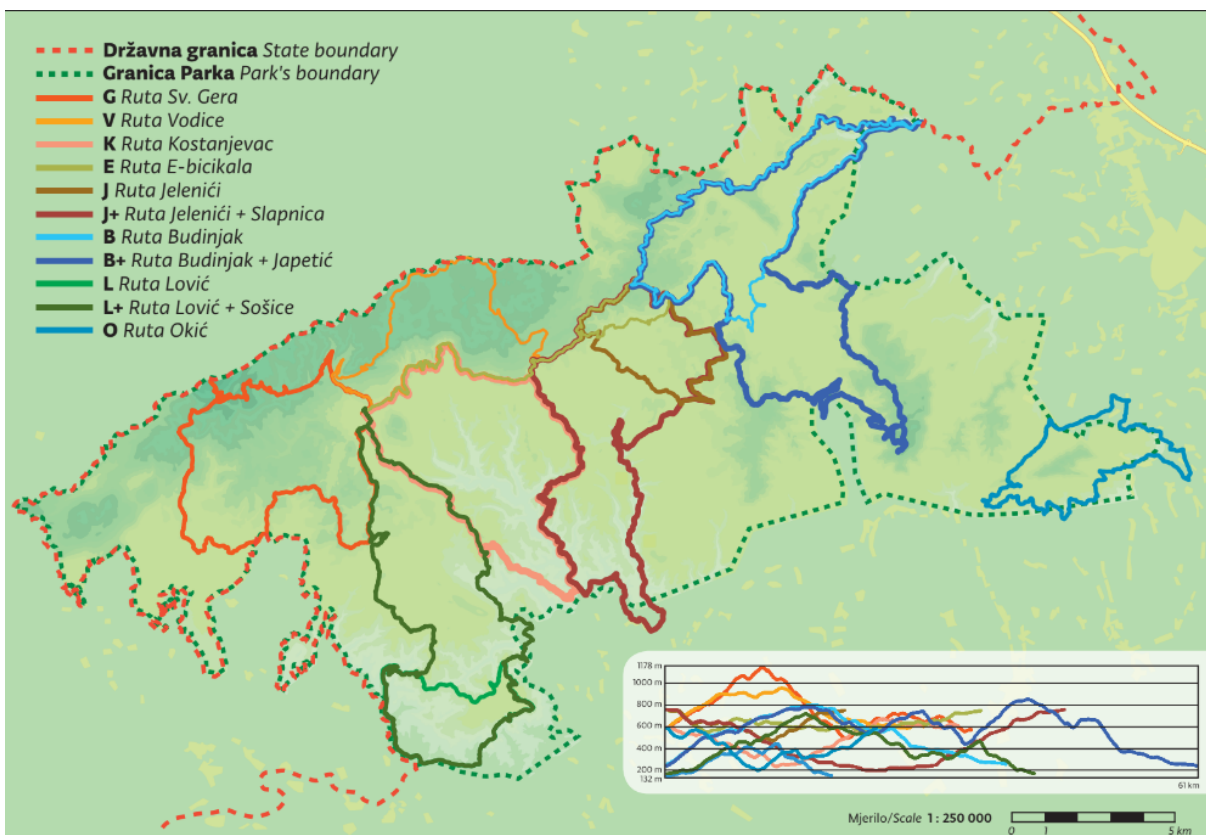 Državna granica State boundary
Granica Parka Park's boundary
G Ruta Sv. Gera
V Ruta Vodice
K Ruta Kostanjevac
E Ruta E-bicikala
J Ruta Jelenići
J+ Ruta Jelenići + Slapnica
B Ruta Budinjak
B+ Ruta Budinjak + Japetić
L Ruta Lović
L+ Ruta Lović + Sošice
O Ruta Okić
1178 m
1000 m
800 m
600 m
400 m
200 m
132 m
61 km
Mjerilo/Scale 1 : 250 000
0 1 5 km